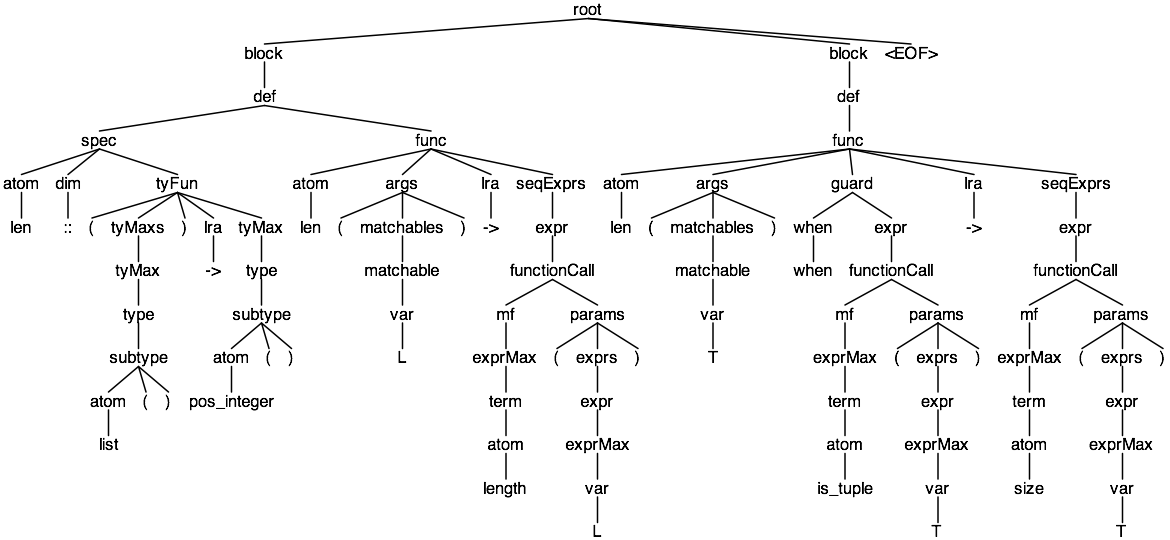 root
block block <EOF>
def def
spec func func
atom dim tyFun atom args lra seqExprs atom args guard lra seqExprs
len :: ( tyMaxs ) lra tyMax len ( matchables ) -> expr len ( matchables ) when expr -> expr
tyMax -> type matchable functionCall matchable when functionCall functionCall
type subtype var mf params var mf params mf params
subtype atom ( ) L exprMax ( exprs ) T exprMax ( exprs ) exprMax ( exprs )
atom ( ) pos_integer term expr term expr term expr
list atom exprMax atom exprMax atom exprMax
length var is_tuple var size var
L T T